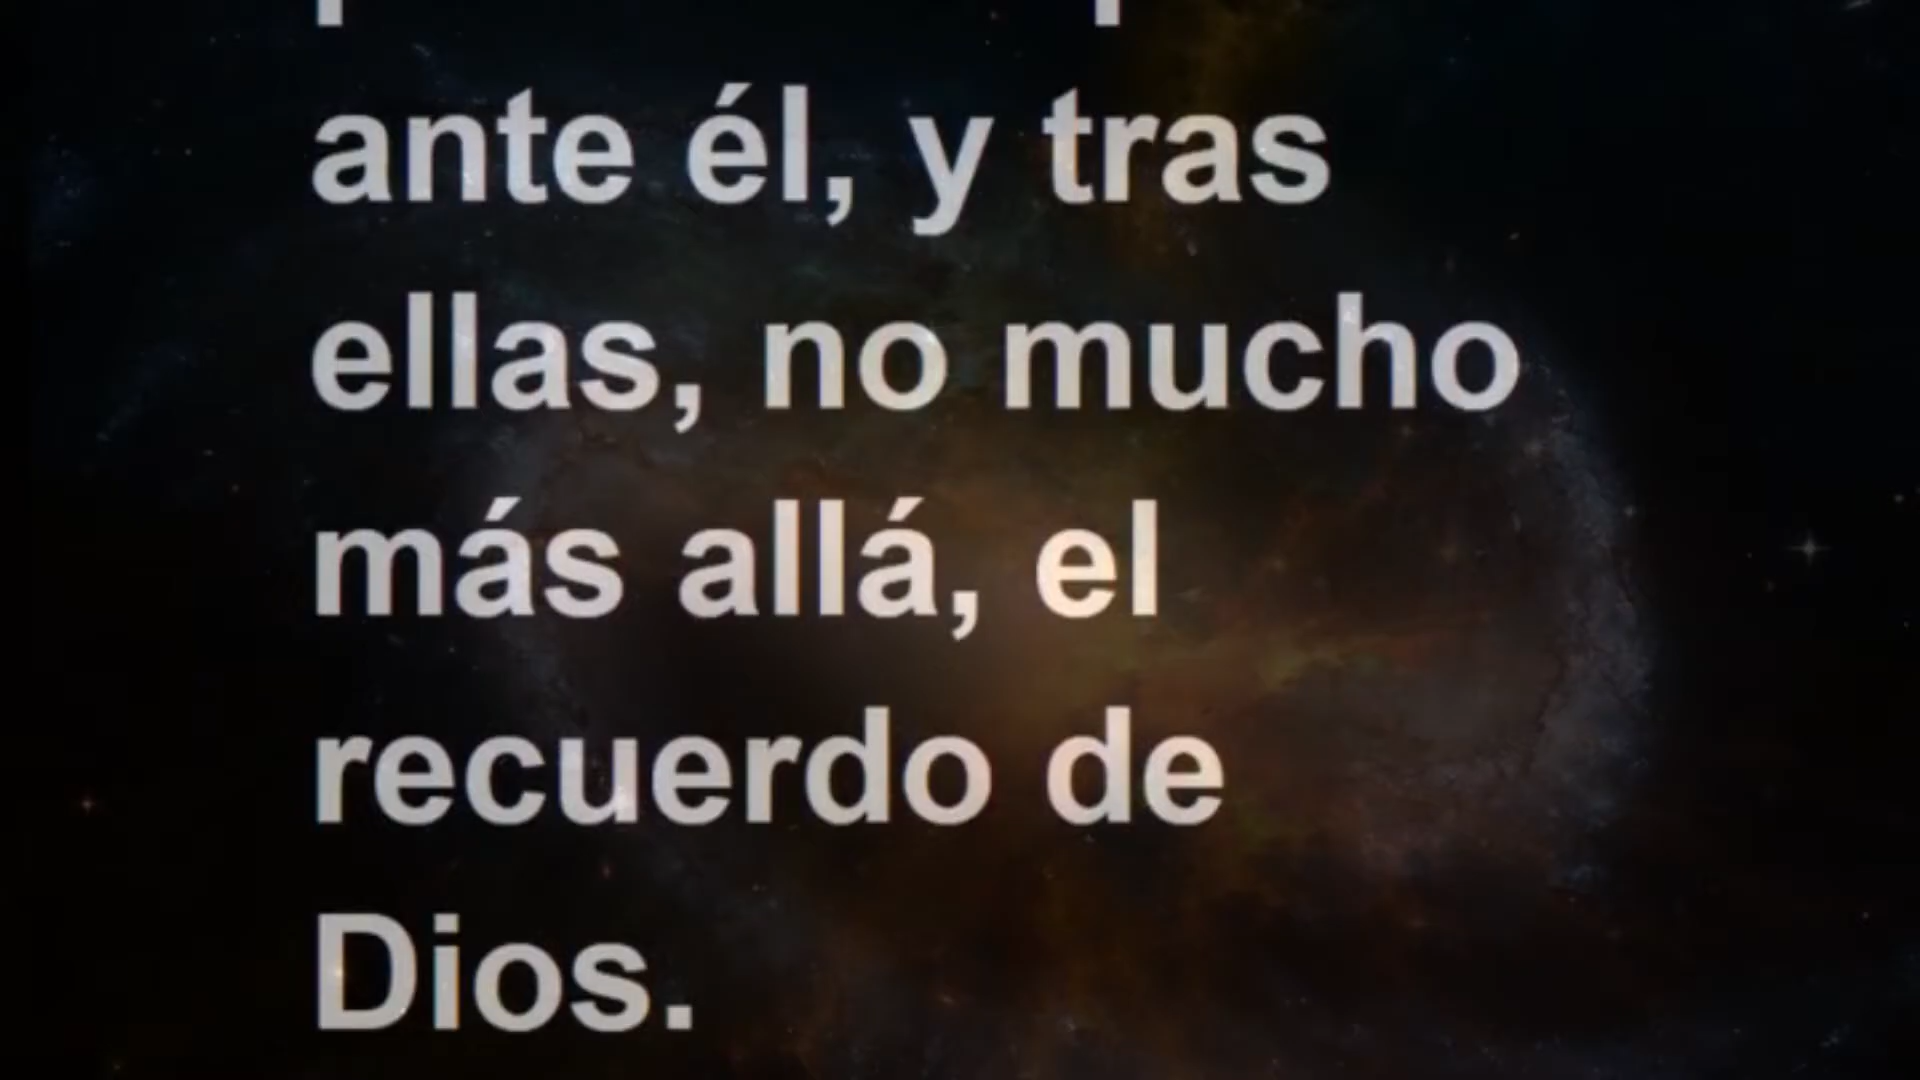 ante él, y tras
ellas, no mucho
más allá, el
recuerdo de
Dios.